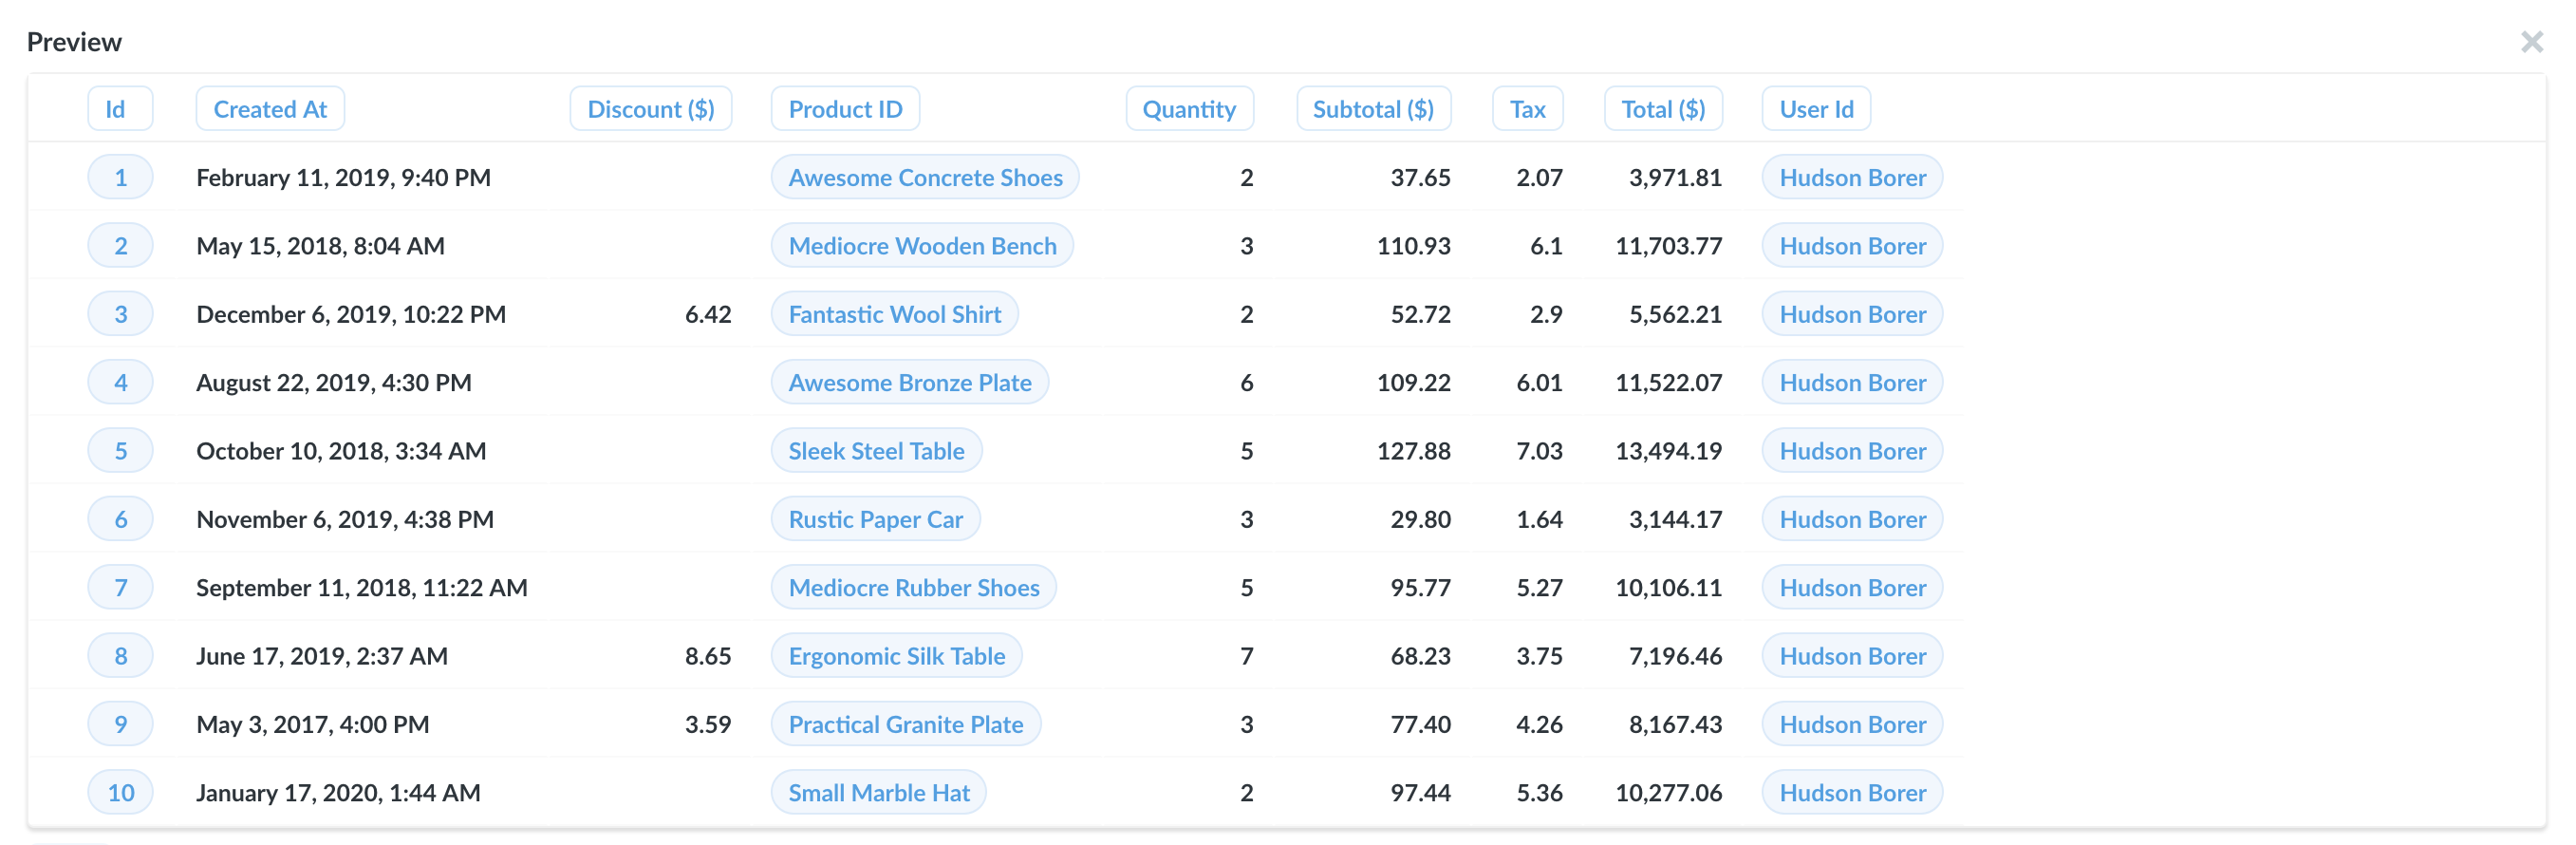 Preview
Id Created At Discount ($) Product ID Quantity Subtotal ($) Tax Total ($) User Id
1 February 11, 2019, 9:40 PM Awesome Concrete Shoes 2 37.65 2.07 3,971.81 Hudson Borer
2 May 15, 2018, 8:04 AM Mediocre Wooden Bench 3 110.93 6.1 11,703.77 Hudson Borer
3 December 6, 2019, 10:22 PM 6.42 Fantastic Wool Shirt 2 52.72 2.9 5,562.21 Hudson Borer
4 August 22, 2019, 4:30 PM Awesome Bronze Plate 6 109.22 6.01 11,522.07 Hudson Borer
5 October 10, 2018, 3:34 AM Sleek Steel Table 5 127.88 7.03 13,494.19 Hudson Borer
6 November 6, 2019, 4:38 PM Rustic Paper Car 3 29.80 1.64 3,144.17 Hudson Borer
7 September 11, 2018, 11:22 AM Mediocre Rubber Shoes 5 95.77 5.27 10,106.11 Hudson Borer
8 June 17, 2019, 2:37 AM 8.65 Ergonomic Silk Table 7 68.23 3.75 7,196.46 Hudson Borer
9 May 3, 2017, 4:00 PM 3.59 Practical Granite Plate 3 77.40 4.26 8,167.43 Hudson Borer
10 January 17, 2020, 1:44 AM Small Marble Hat 2 97.44 5.36 10,277.06 Hudson Borer